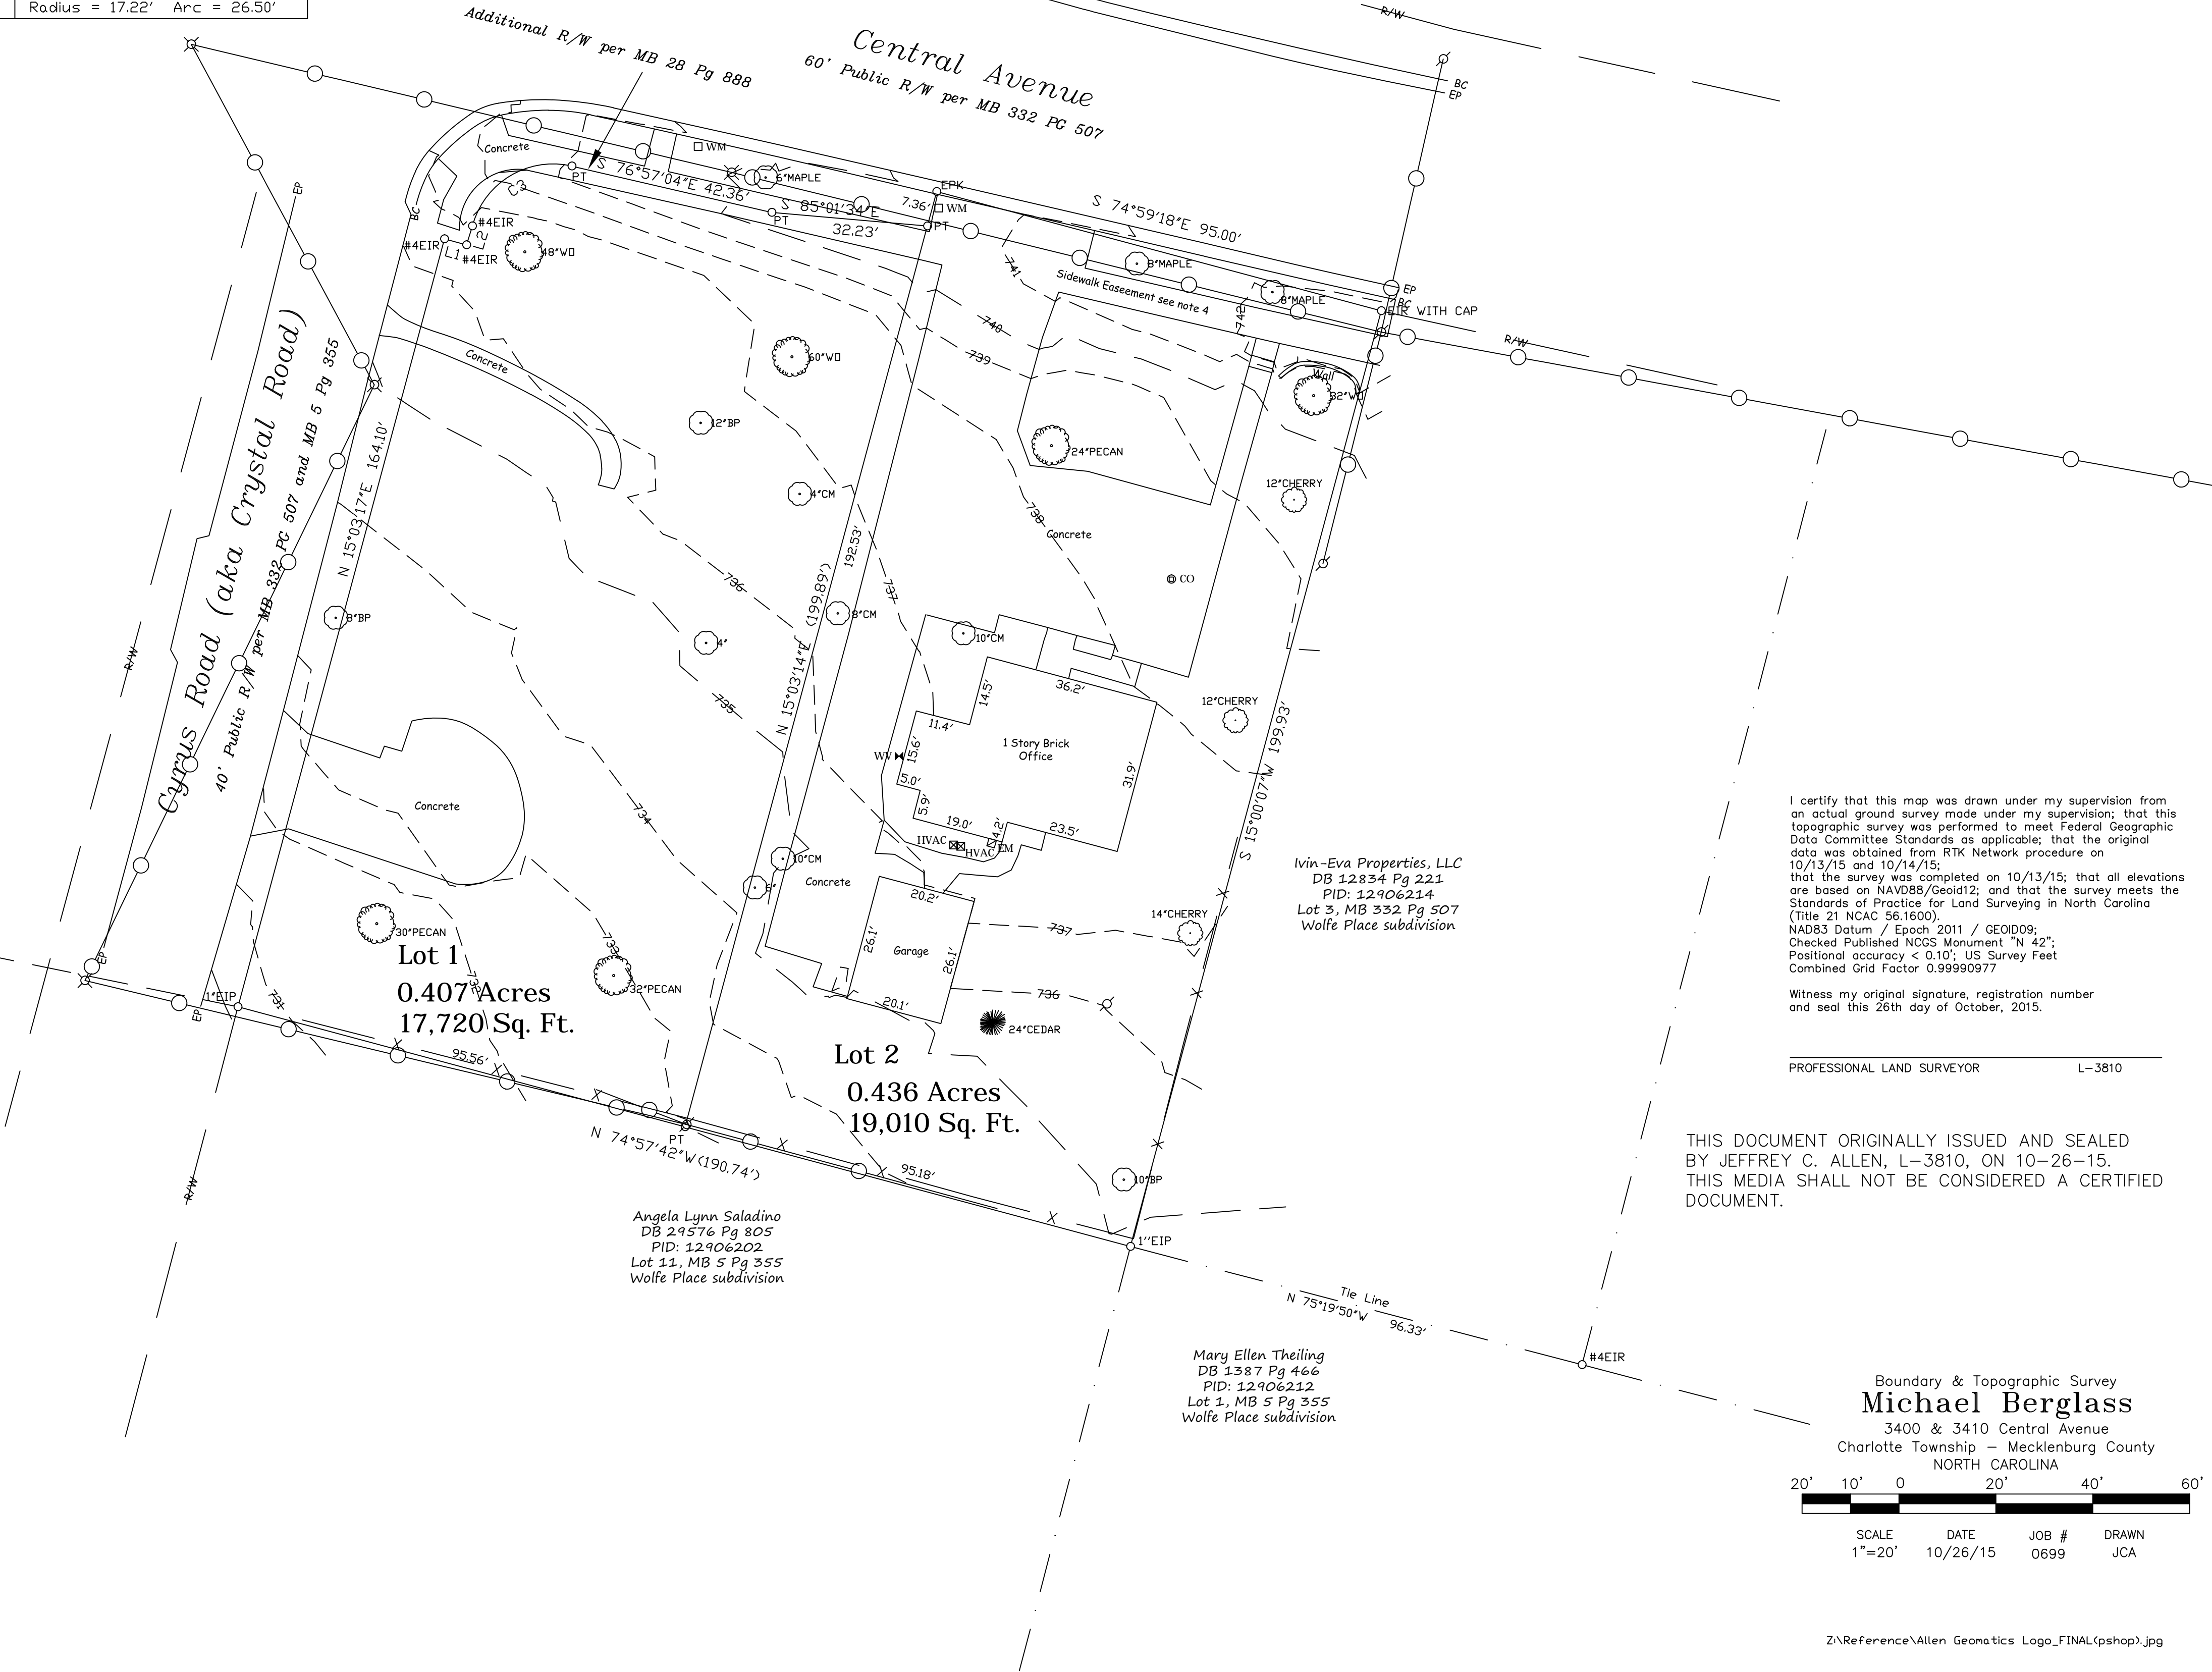 Radius = 17.22' Arc = 26.50'
Additional R/W per MB 28 Pg 888
Central Avenue
60' Public R/W per MB 332 PG 507
R/W
BC
EP
Concrete
WM
6"MAPLE
S 76°57'04"E 42.36'
PT
C3
EP
BC
#4EIR
#4EIR
L1
L2
#4EIR
48"WO
S 85°01'34"E
32.23'
PT
7.36'
EPK
WM
PT
S 74°59'18"E 95.00'
8"MAPLE
8"MAPLE
Sidewalk Easeement see note 4
EP
BC
EIR WITH CAP
R/W
741
742
740
739
Wall
32"WO
Concrete
60"WO
12"BP
24"PECAN
4"CM
12"CHERRY
738
Concrete
CO
Cyrus Road (aka Crystal Road)
40' Public R/W per MB 332 PG 507 and MB 5 Pg 355
N 15°03'17"E 164.10'
R/W
8"BP
736
737
4"
8"CM
10"CM
N 15°03'14"E (199.89')
192.53'
735
734
12"CHERRY
36.2'
14.5'
11.4'
15.6'
WV
5.0'
5.9'
19.0'
4.2'
23.5'
31.9'
1 Story Brick
Office
HVAC
HVAC
EM
S 15°00'07"W 199.93'
Concrete
10"CM
6"
Concrete
20.2'
26.1'
Garage
26.1'
20.1'
737
736
14"CHERRY
24"CEDAR
30"PECAN
32"PECAN
733
732
731
EP
EP
1"EIP
Lot 1
0.407 Acres
17,720 Sq. Ft.
Lot 2
0.436 Acres
19,010 Sq. Ft.
95.56'
PT
N 74°57'42"W (190.74')
95.18'
10"BP
1"EIP
R/W
Ivin-Eva Properties, LLC
DB 12834 Pg 221
PID: 12906214
Lot 3, MB 332 Pg 507
Wolfe Place subdivision
Angela Lynn Saladino
DB 29576 Pg 805
PID: 12906202
Lot 11, MB 5 Pg 355
Wolfe Place subdivision
Mary Ellen Theiling
DB 1387 Pg 466
PID: 12906212
Lot 1, MB 5 Pg 355
Wolfe Place subdivision
Tie Line
N 75°19'50"W 96.33'
#4EIR
I certify that this map was drawn under my supervision from
an actual ground survey made under my supervision; that this
topographic survey was performed to meet Federal Geographic
Data Committee Standards as applicable; that the original
data was obtained from RTK Network procedure on
10/13/15 and 10/14/15;
that the survey was completed on 10/13/15; that all elevations
are based on NAVD88/Geoid12; and that the survey meets the
Standards of Practice for Land Surveying in North Carolina
(Title 21 NCAC 56.1600).
NAD83 Datum / Epoch 2011 / GEOID09;
Checked Published NCGS Monument "N 42";
Positional accuracy < 0.10'; US Survey Feet
Combined Grid Factor 0.99990977
Witness my original signature, registration number
and seal this 26th day of October, 2015.
PROFESSIONAL LAND SURVEYOR L-3810
THIS DOCUMENT ORIGINALLY ISSUED AND SEALED
BY JEFFREY C. ALLEN, L-3810, ON 10-26-15.
THIS MEDIA SHALL NOT BE CONSIDERED A CERTIFIED
DOCUMENT.
Boundary & Topographic Survey
Michael Berglass
3400 & 3410 Central Avenue
Charlotte Township - Mecklenburg County
NORTH CAROLINA
20' 10' 0 20' 40' 60'
SCALE DATE JOB # DRAWN
1"=20' 10/26/15 0699 JCA
Z:\Reference\Allen Geomatics Logo_FINAL(pshop).jpg